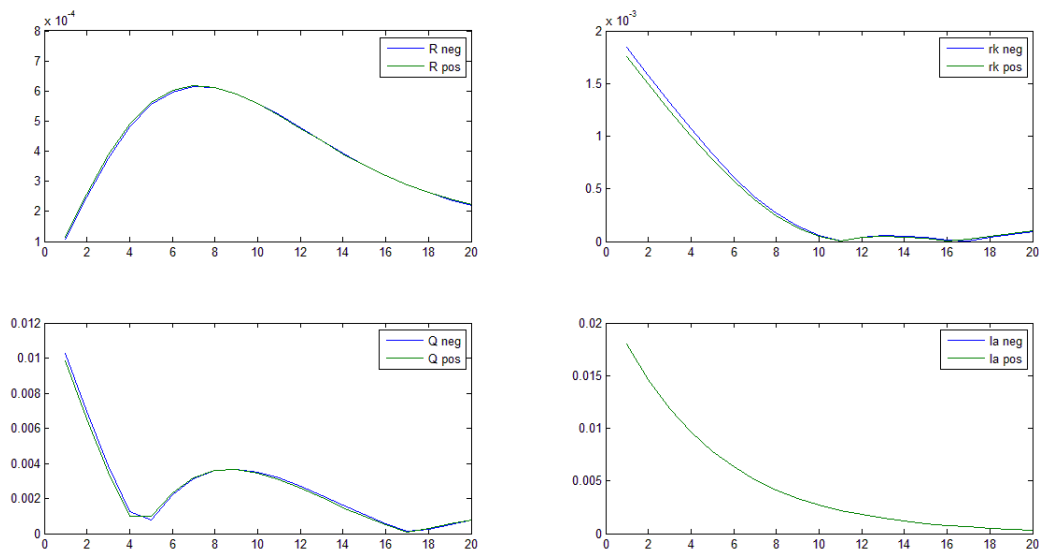 x 10⁻⁴
8
7
6
5
4
3
2
1
0 2 4 6 8 10 12 14 16 18 20
R neg
R pos
x 10⁻³
2
1.5
1
0.5
0
0 2 4 6 8 10 12 14 16 18 20
rk neg
rk pos
0.012
0.01
0.008
0.006
0.004
0.002
0
0 2 4 6 8 10 12 14 16 18 20
Q neg
Q pos
0.02
0.015
0.01
0.005
0
0 2 4 6 8 10 12 14 16 18 20
la neg
la pos